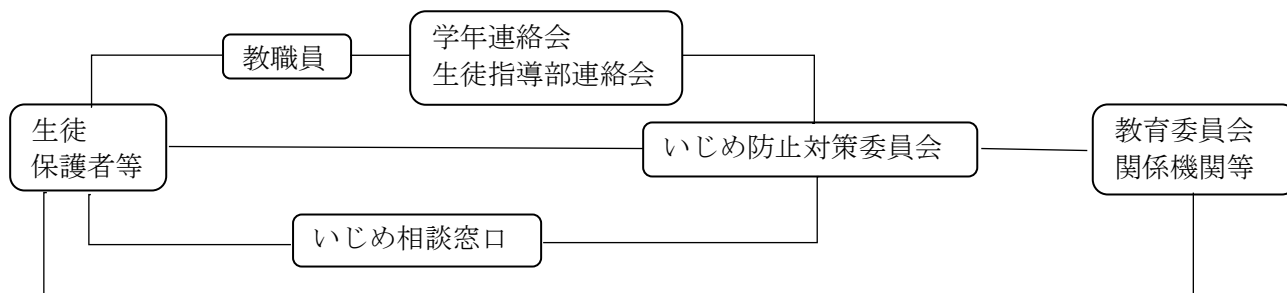 教職員
学年連絡会
生徒指導部連絡会
生徒
保護者等
いじめ防止対策委員会
教育委員会
関係機関等
いじめ相談窓口